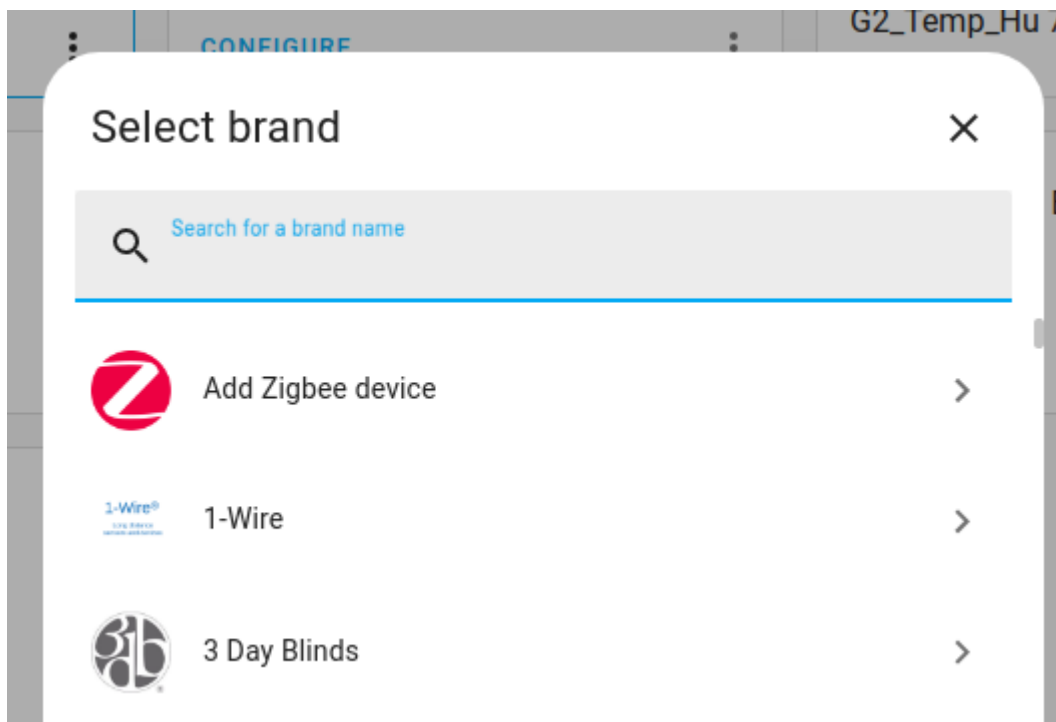 CONFIGURE
G2_Temp_Hu
Select brand
Search for a brand name
Add Zigbee device
1-Wire®
1-Wire
3 Day Blinds